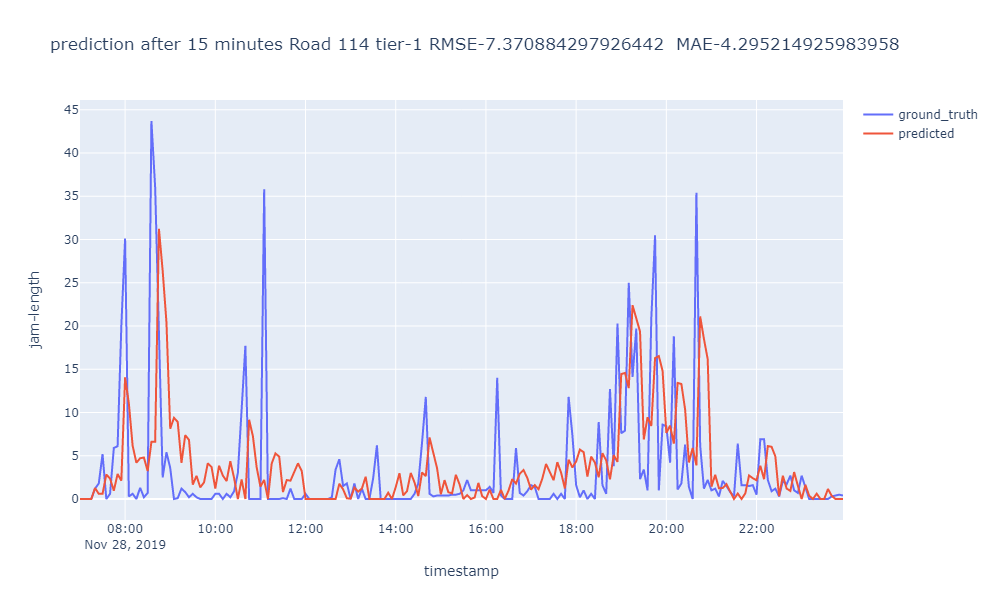 prediction after 15 minutes Road 114 tier-1 RMSE-7.370884297926442  MAE-4.295214925983958
ground_truth
predicted
45
40
35
30
25
20
15
10
5
0
jam-length
08:00 10:00 12:00 14:00 16:00 18:00 20:00 22:00
Nov 28, 2019
timestamp